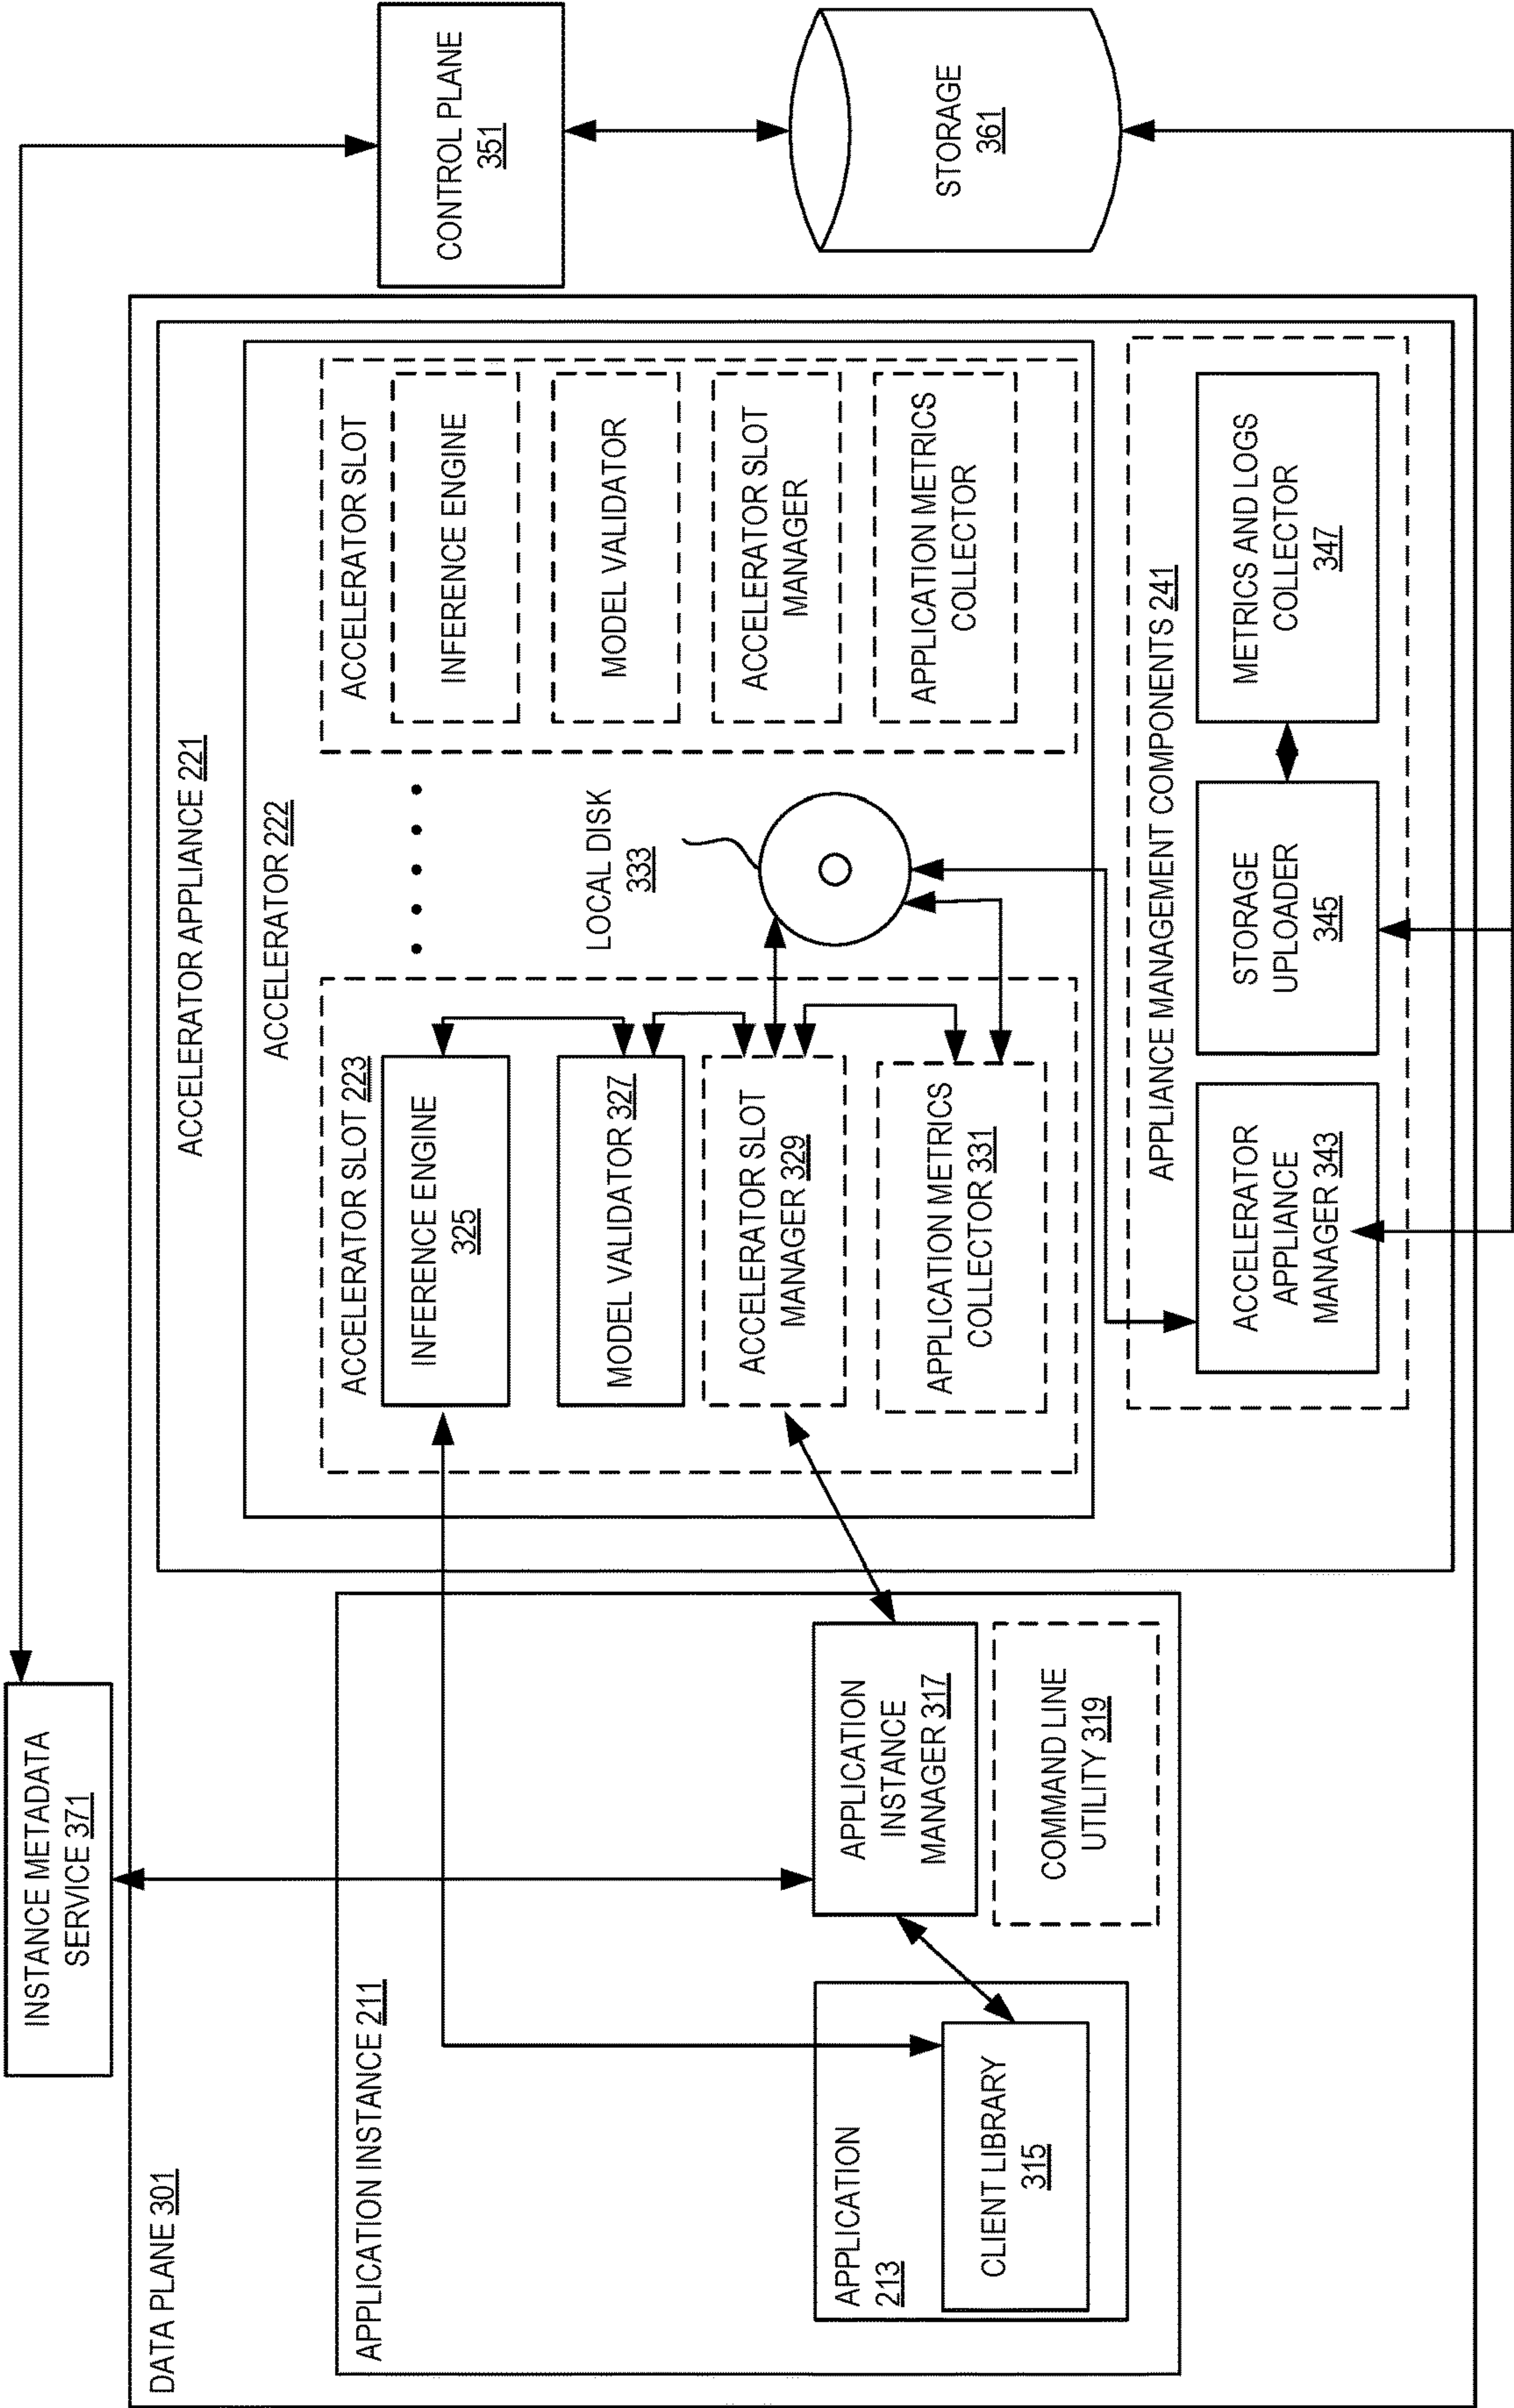 INSTANCE METADATA
SERVICE 371
DATA PLANE 301
APPLICATION INSTANCE 211
APPLICATION
213
CLIENT LIBRARY
315
APPLICATION
INSTANCE
MANAGER 317
COMMAND LINE
UTILITY 319
ACCELERATOR APPLIANCE 221
ACCELERATOR 222
ACCELERATOR SLOT 223
INFERENCE ENGINE
325
MODEL VALIDATOR 327
ACCELERATOR SLOT
MANAGER 329
APPLICATION METRICS
COLLECTOR 331
LOCAL DISK
333
ACCELERATOR SLOT
INFERENCE ENGINE
MODEL VALIDATOR
ACCELERATOR SLOT
MANAGER
APPLICATION METRICS
COLLECTOR
APPLIANCE MANAGEMENT COMPONENTS 241
ACCELERATOR
APPLIANCE
MANAGER 343
STORAGE
UPLOADER
345
METRICS AND LOGS
COLLECTOR
347
CONTROL PLANE
351
STORAGE
361